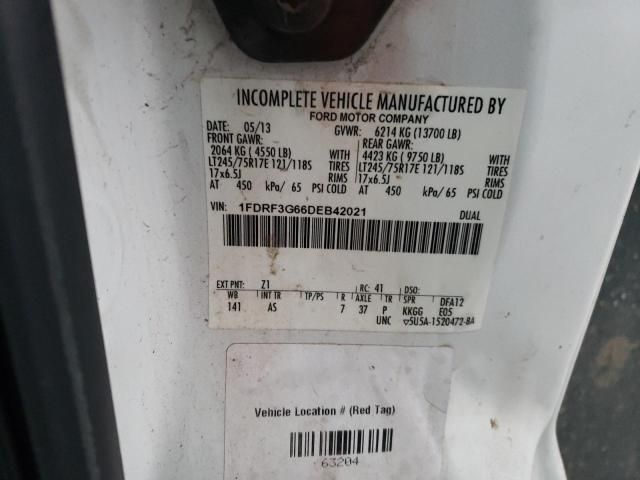 INCOMPLETE VEHICLE MANUFACTURED BY
FORD MOTOR COMPANY
DATE: 05/13 GVWR: 6214 KG (13700 LB)
FRONT GAWR: REAR GAWR:
2064 KG (4550 LB) WITH 4423 KG (9750 LB) WITH
LT245/75R17E 121/118S TIRES LT245/75R17E 121/118S TIRES
17x6.5J RIMS 17x6.5J RIMS
AT 450 kPa/ 65 PSI COLD AT 450 kPa/ 65 PSI COLD
VIN: 1FDRF3G66DEB42021 DUAL
EXT PNT: Z1 RC: 41 DSO:
WB INT TR TP/PS R AXLE TR SPR DFA12
141 AS 7 37 P KKGG E05
UNC ▽5U5A-1520472-BA
Vehicle Location # (Red Tag)
63204